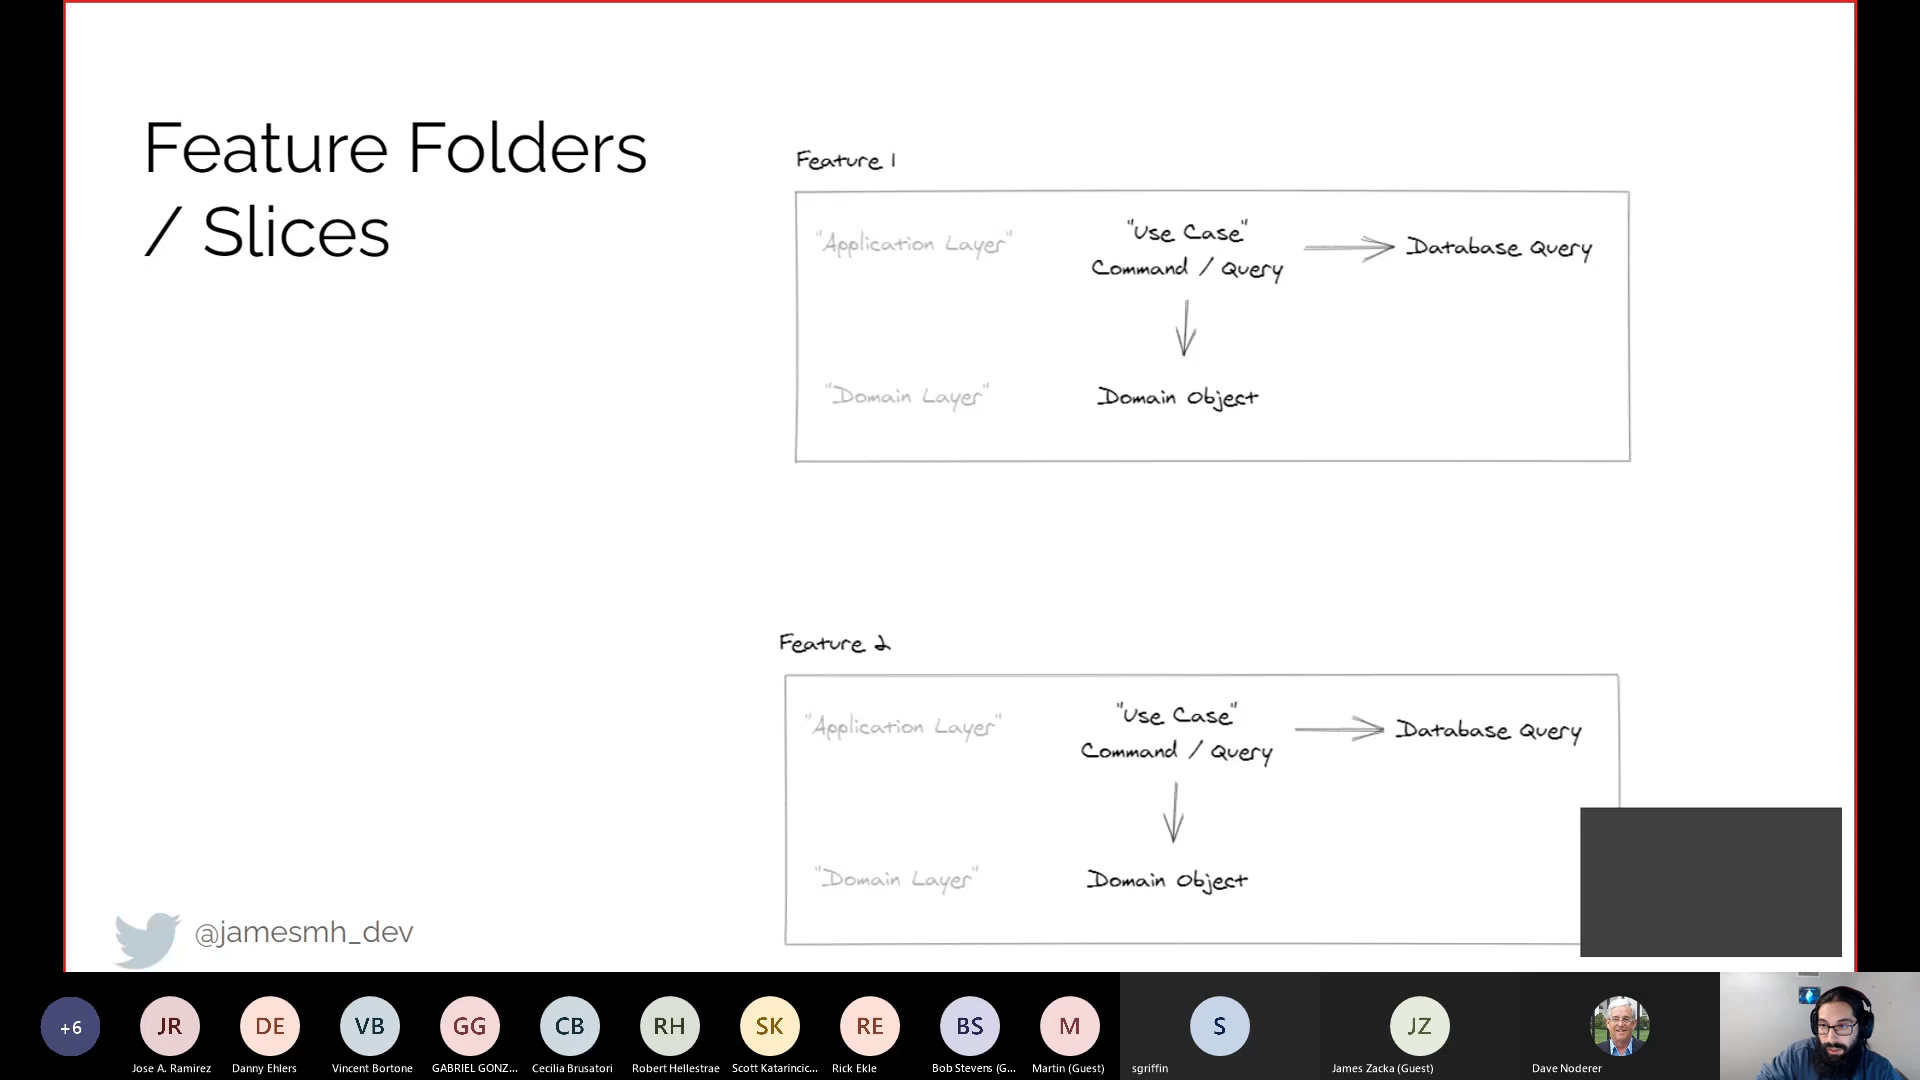 Feature Folders
/ Slices
Feature 1
"Application Layer"
"Use Case"
Command / Query
Database Query
"Domain Layer"
Domain Object
Feature 2
"Application Layer"
"Use Case"
Command / Query
Database Query
"Domain Layer"
Domain Object
@jamesmh_dev
+6
JR
DE
VB
GG
CB
RH
SK
RE
BS
M
S
JZ
Jose A. Ramirez
Danny Ehlers
Vincent Bortone
GABRIEL GONZ...
Cecilia Brusatori
Robert Hellestrae
Scott Katarincic...
Rick Ekle
Bob Stevens (G...
Martin (Guest)
sgriffin
James Zacka (Guest)
Dave Noderer